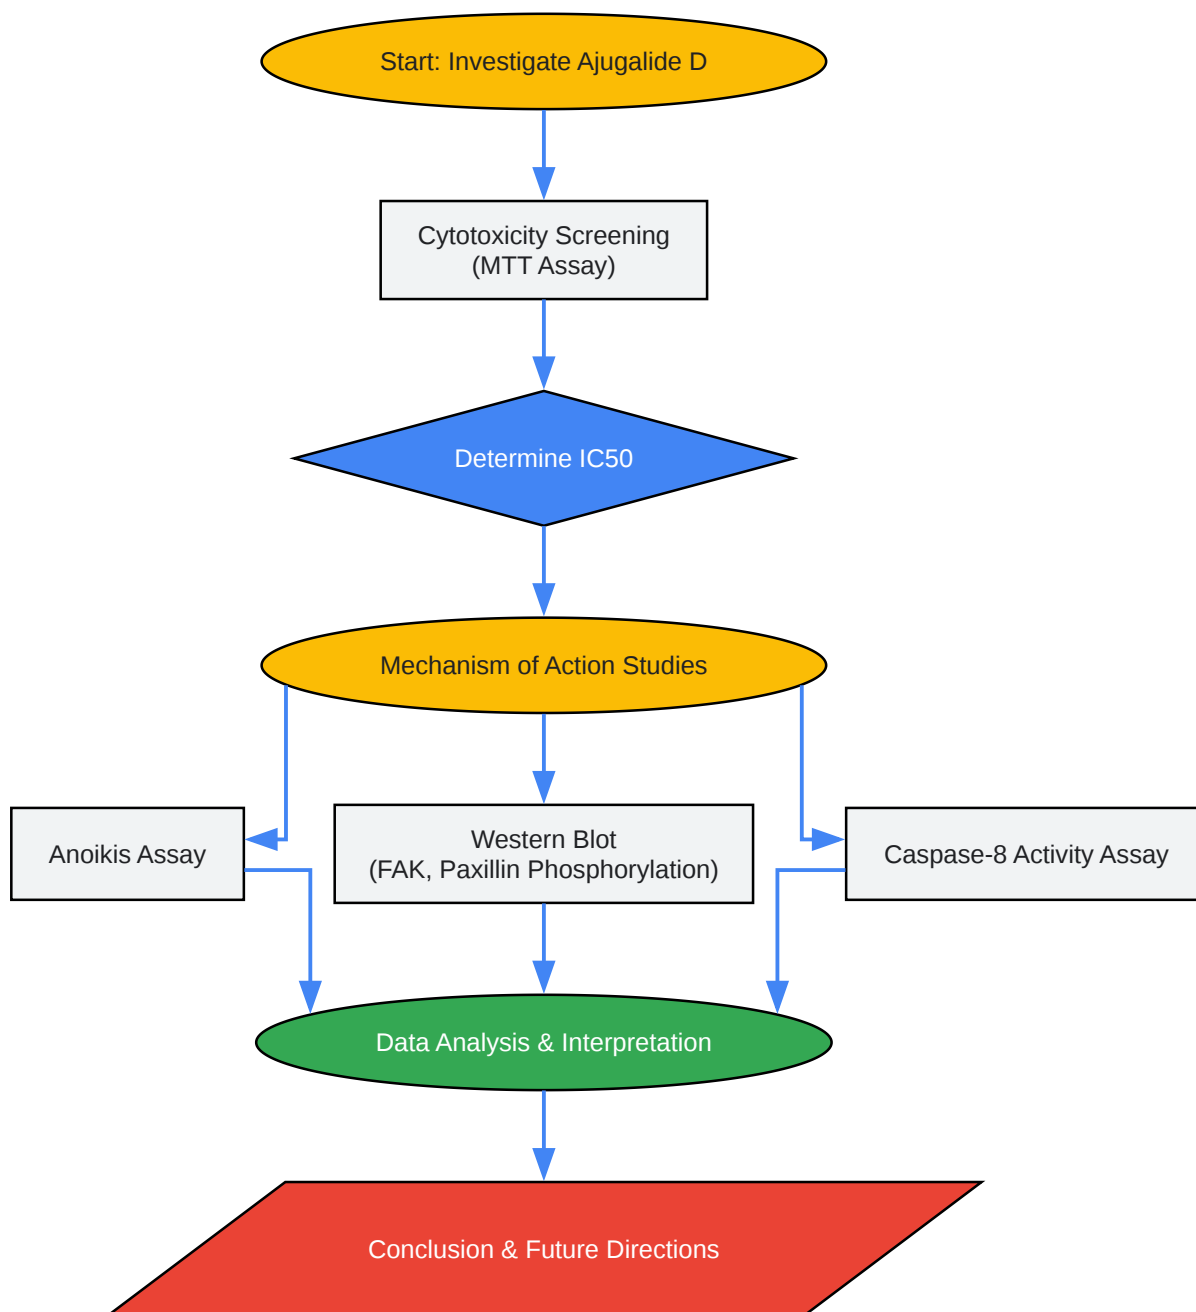 Start: Investigate Ajugalide D
Cytotoxicity Screening
(MTT Assay)
Determine IC50
Mechanism of Action Studies
Anoikis Assay
Western Blot
(FAK, Paxillin Phosphorylation)
Caspase-8 Activity Assay
Data Analysis & Interpretation
Conclusion & Future Directions